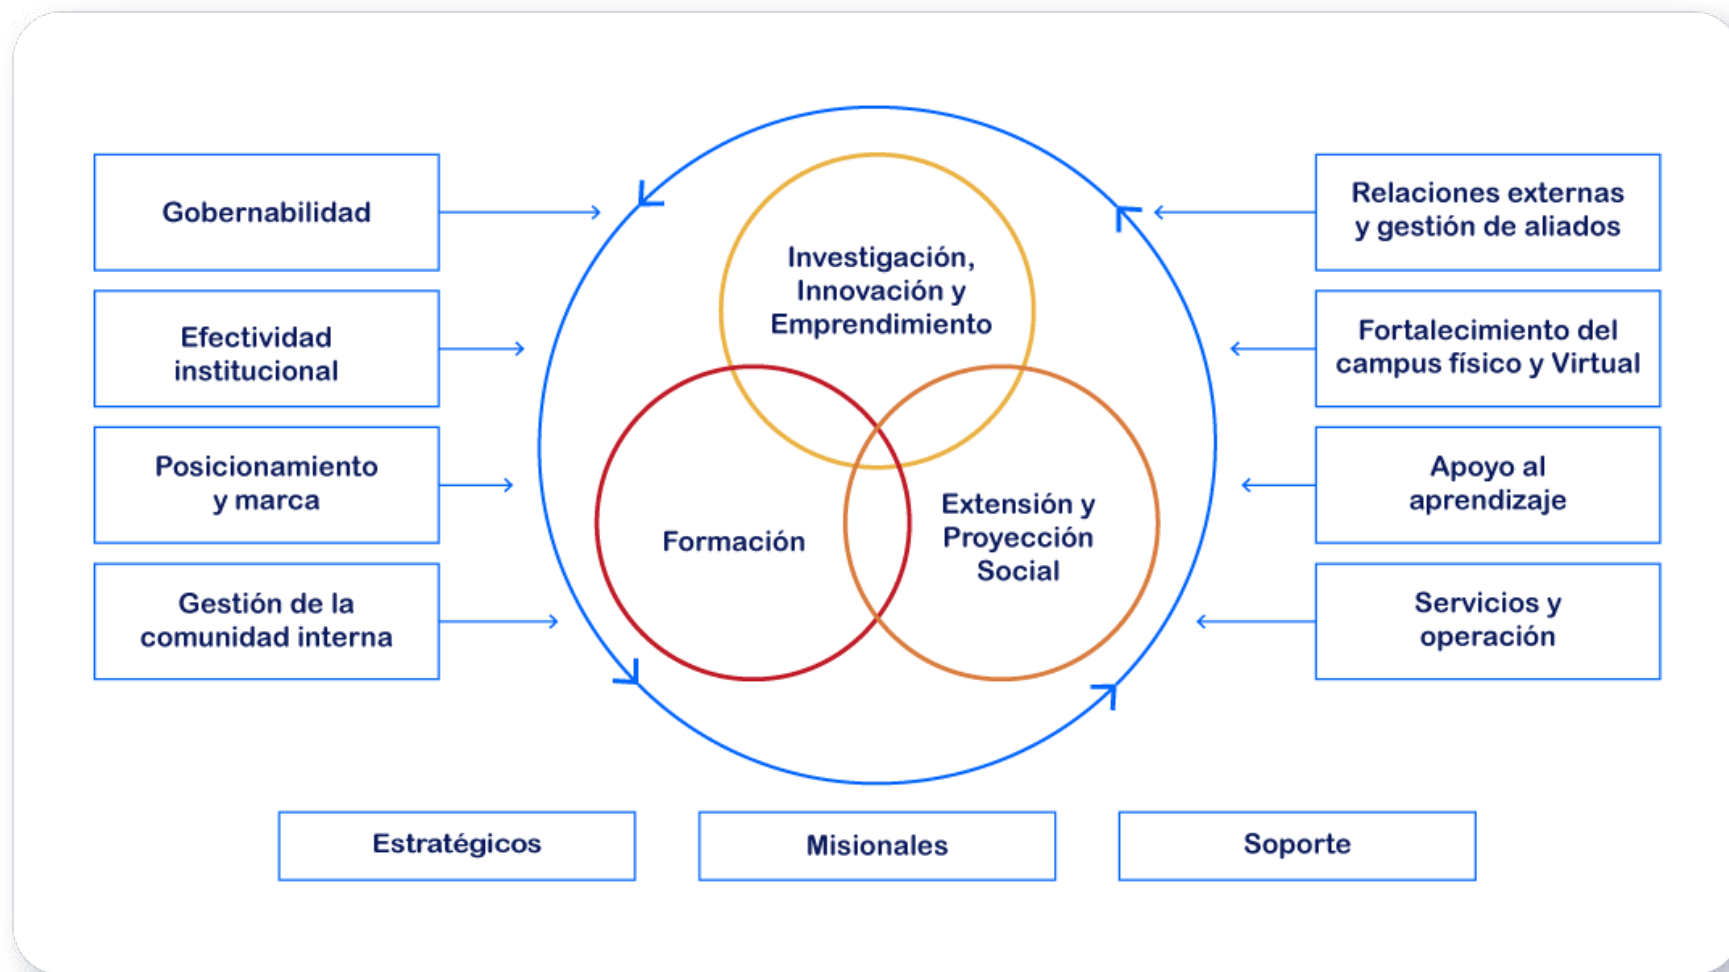 Gobernabilidad
Efectividad
institucional
Posicionamiento
y marca
Gestión de la
comunidad interna
Investigación,
Innovación y
Emprendimiento
Formación
Extensión y
Proyección
Social
Relaciones externas
y gestión de aliados
Fortalecimiento del
campus físico y Virtual
Apoyo al
aprendizaje
Servicios y
operación
Estratégicos
Misionales
Soporte